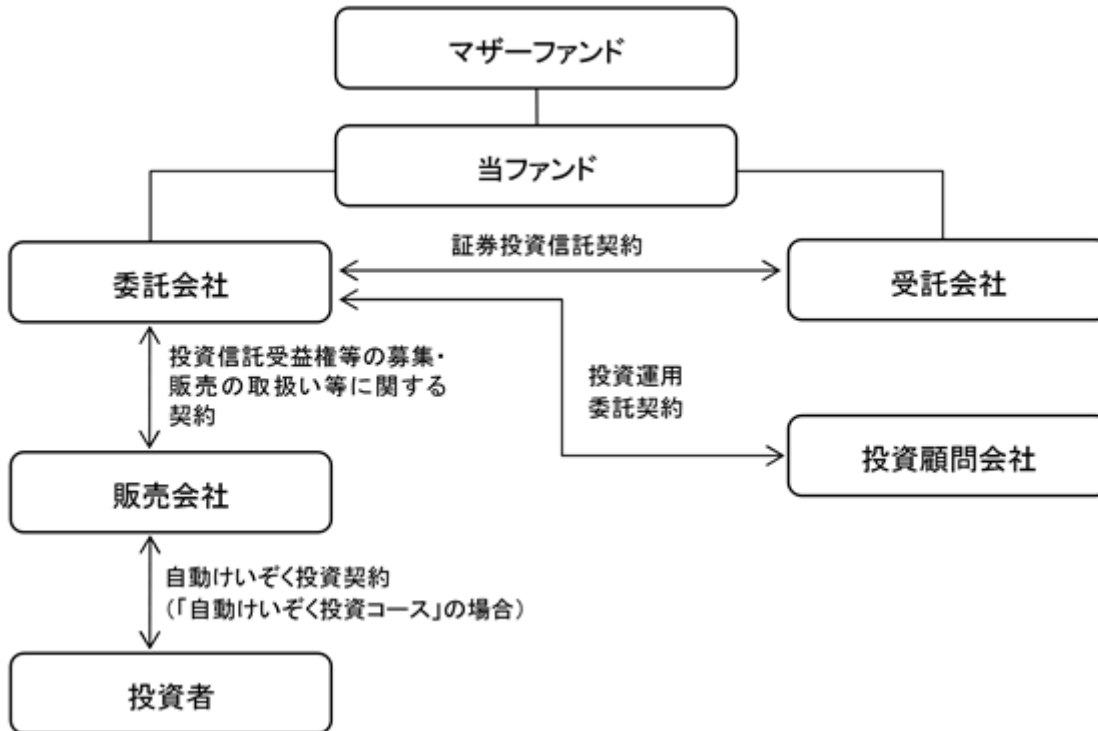 マザーファンド
当ファンド
証券投資信託契約
委託会社
受託会社
投資信託受益権等の募集・
販売の取扱い等に関する
契約
投資運用
委託契約
投資顧問会社
販売会社
自動けいぞく投資契約
(「自動けいぞく投資コース」の場合)
投資者